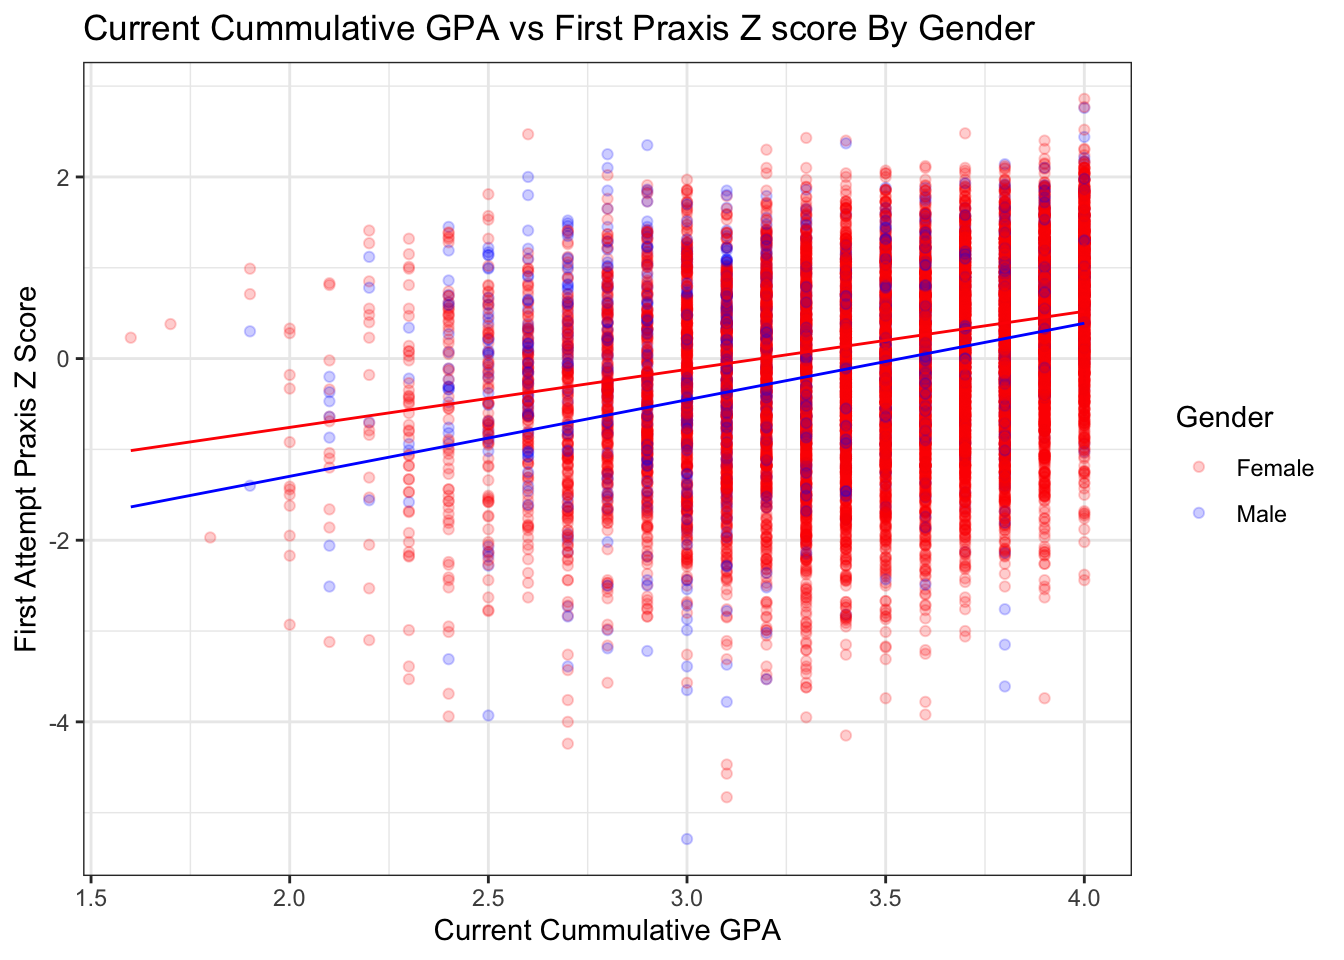 Current Cummulative GPA vs First Praxis Z score By Gender
First Attempt Praxis Z Score
2
0
-2
-4
1.5 2.0 2.5 3.0 3.5 4.0
Current Cummulative GPA
Gender
Female
Male